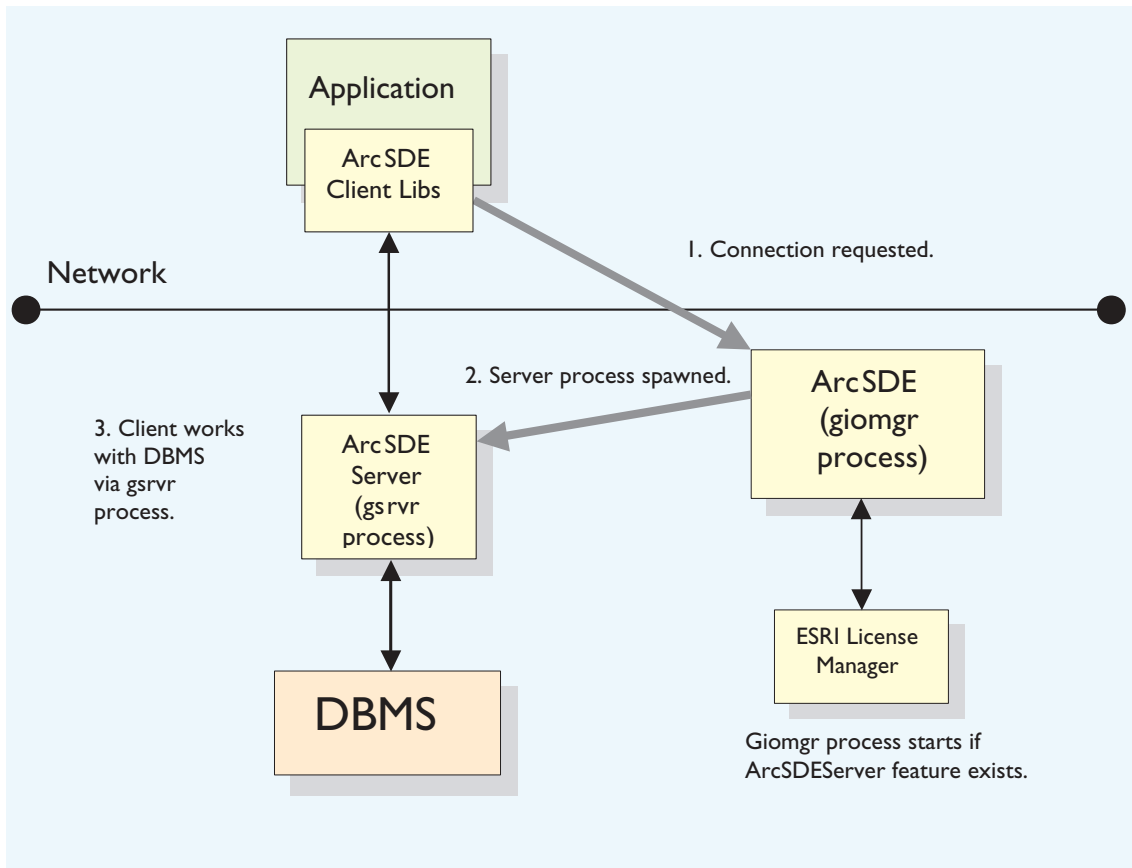 Application
ArcSDE
Client Libs
1. Connection requested.
Network
2. Server process spawned.
ArcSDE
(giomgr
process)
3. Client works
with DBMS
via gsrvr
process.
ArcSDE
Server
(gsrvr
process)
ESRI License
Manager
DBMS
Giomgr process starts if
ArcSDEServer feature exists.